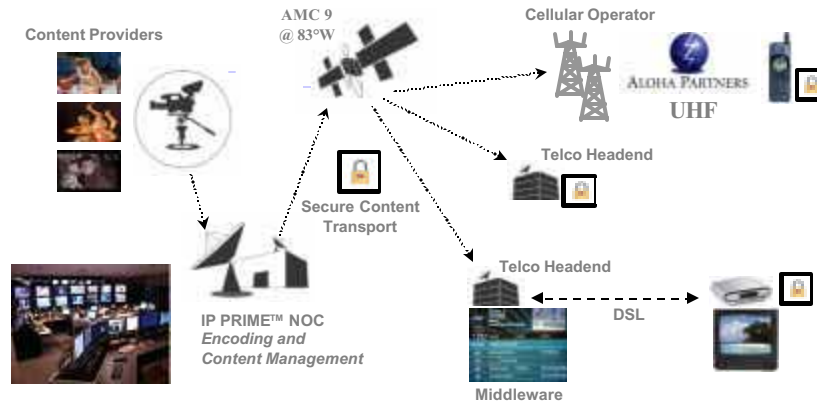 Content Providers
AMC 9
@ 83°W
Cellular Operator
ALOHA PARTNERS
UHF
Telco Headend
Secure Content
Transport
Telco Headend
DSL
IP PRIME™ NOC
Encoding and
Content Management
Middleware